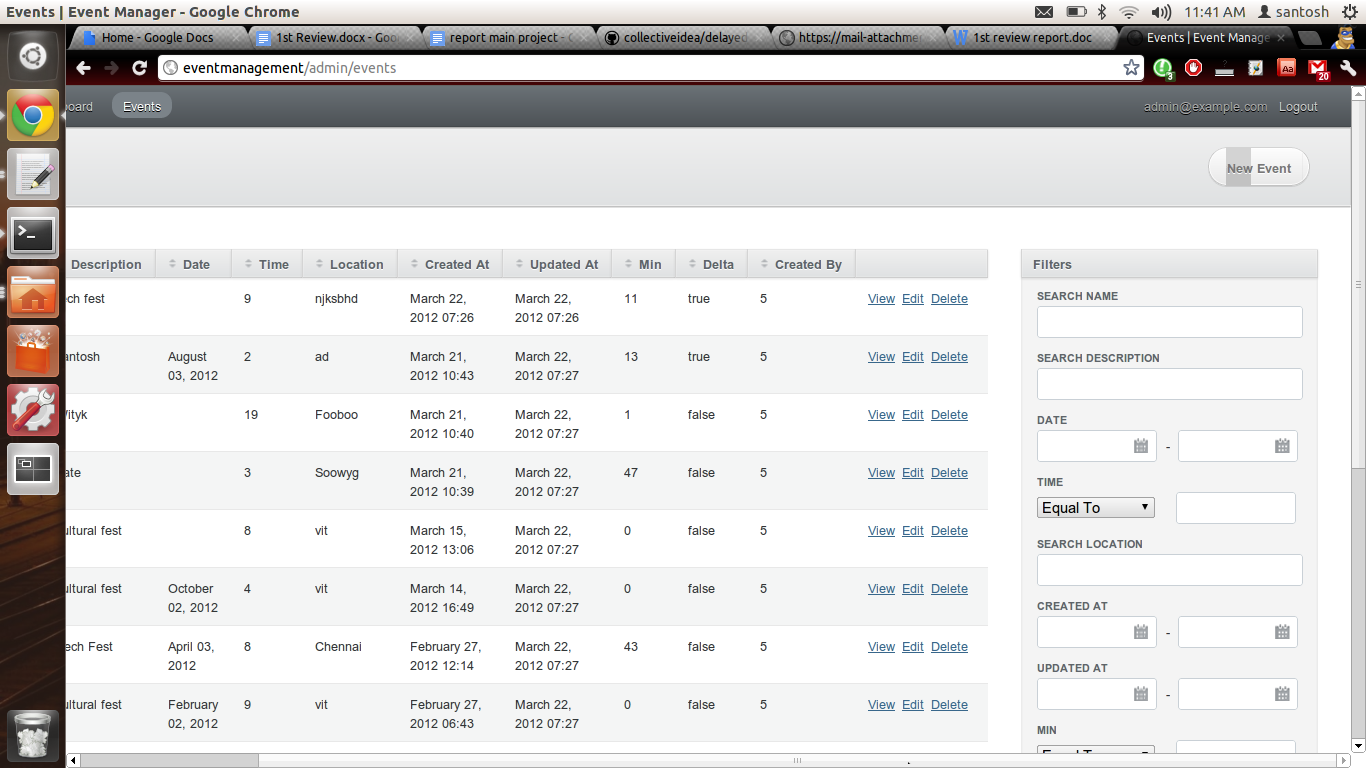 Events | Event Manager - Google Chrome
11:41 AM santosh
Home - Google Docs
1st Review.docx - Goo
report main project - G
collectiveidea/delayed
https://mail-attachme
1st review report.doc
Events | Event Manage
eventmanagement/admin/events
3
Aa
20
oard Events admin@example.com Logout
New Event
Description Date Time Location Created At Updated At Min Delta Created By
ch fest 9 njksbhd March 22, 2012 07:26 March 22, 2012 07:26 11 true 5 View Edit Delete
antosh August 03, 2012 2 ad March 21, 2012 10:43 March 22, 2012 07:27 13 true 5 View Edit Delete
Vityk 19 Fooboo March 21, 2012 10:40 March 22, 2012 07:27 1 false 5 View Edit Delete
ate 3 Soowyg March 21, 2012 10:39 March 22, 2012 07:27 47 false 5 View Edit Delete
ultural fest 8 vit March 15, 2012 13:06 March 22, 2012 07:27 0 false 5 View Edit Delete
ultural fest October 02, 2012 4 vit March 14, 2012 16:49 March 22, 2012 07:27 0 false 5 View Edit Delete
ech Fest April 03, 2012 8 Chennai February 27, 2012 12:14 March 22, 2012 07:27 43 false 5 View Edit Delete
ultural fest February 02, 2012 9 vit February 27, 2012 06:43 March 22, 2012 07:27 0 false 5 View Edit Delete
Filters
SEARCH NAME
SEARCH DESCRIPTION
DATE
-
TIME
Equal To
SEARCH LOCATION
CREATED AT
-
UPDATED AT
-
MIN
Equal To